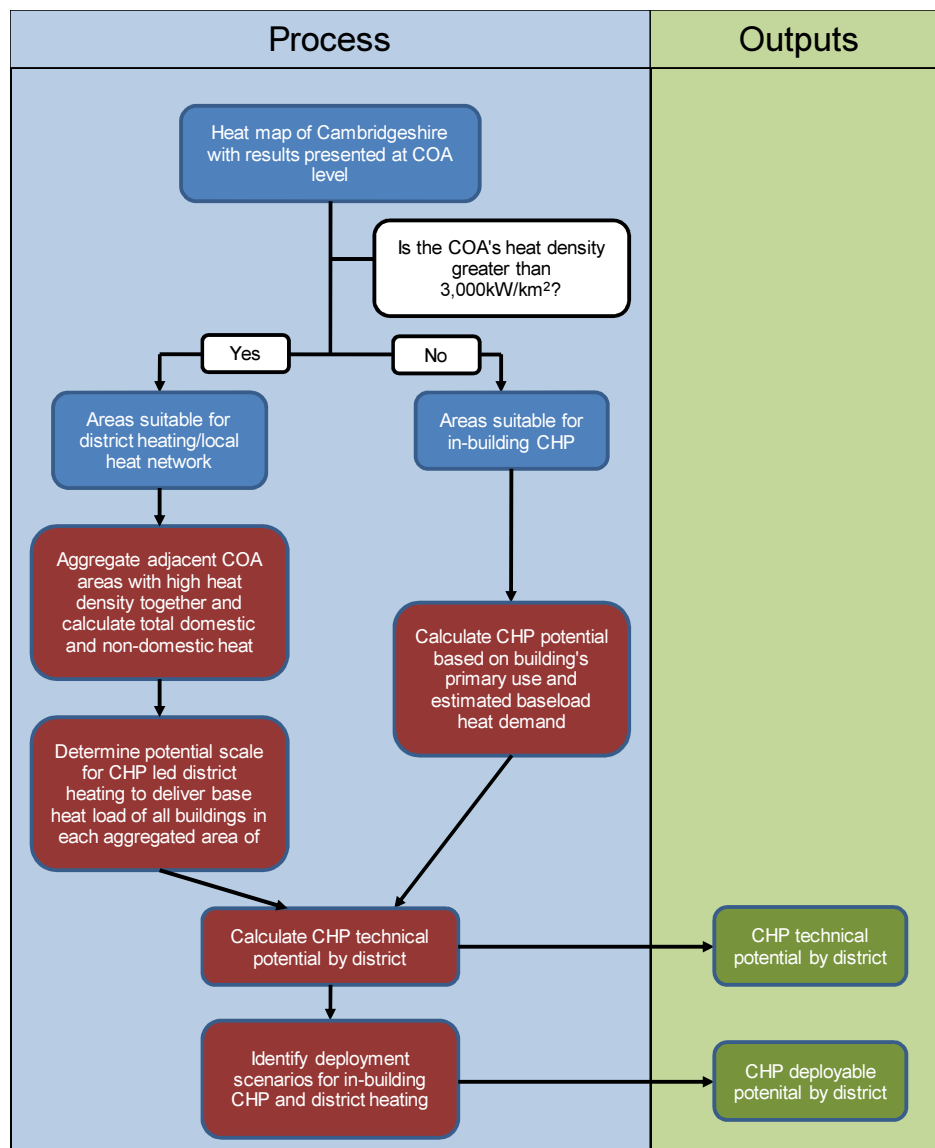 Process
Outputs
Heat map of Cambridgeshire
with results presented at COA
level
Is the COA's heat density
greater than
3,000kW/km²?
Yes
No
Areas suitable for
district heating/local
heat network
Areas suitable for
in-building CHP
Aggregate adjacent COA
areas with high heat
density together and
calculate total domestic
and non-domestic heat
Calculate CHP potential
based on building's
primary use and
estimated baseload
heat demand
Determine potential scale
for CHP led district
heating to deliver base
heat load of all buildings in
each aggregated area of
Calculate CHP technical
potential by district
CHP technical
potential by district
Identify deployment
scenarios for in-building
CHP and district heating
CHP deployable
potenital by district